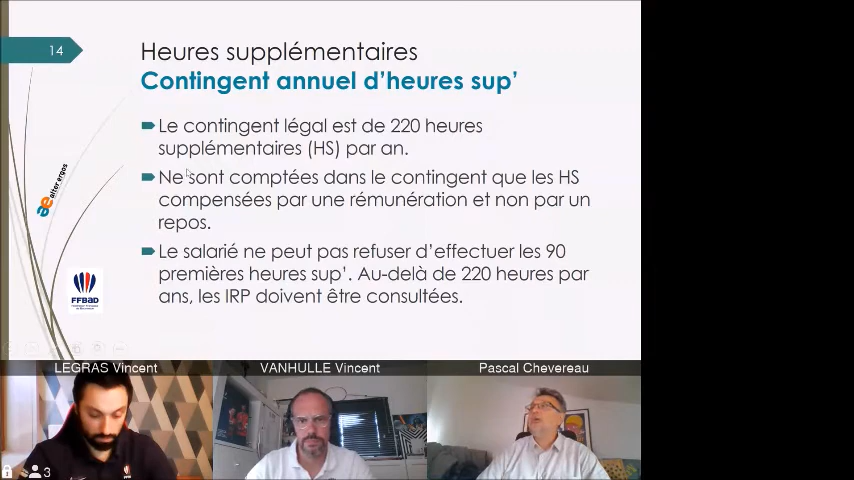 14
Heures supplémentaires
Contingent annuel d'heures sup'
Le contingent légal est de 220 heures
supplémentaires (HS) par an.
Ne sont comptées dans le contingent que les HS
compensées par une rémunération et non par un
repos.
Le salarié ne peut pas refuser d'effectuer les 90
premières heures sup'. Au-delà de 220 heures par
ans, les IRP doivent être consultées.
ae alter ergos
FFBAD
LEGRAS Vincent
VANHULLE Vincent
Pascal Chevereau
3